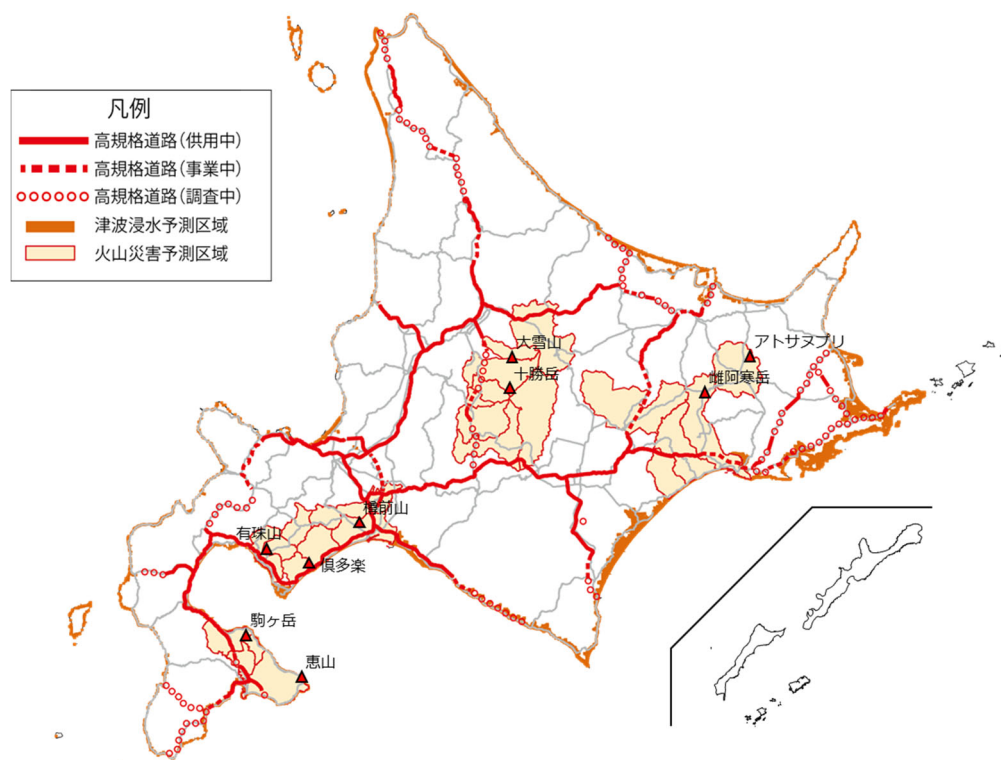 凡例
高規格道路（供用中）
高規格道路（事業中）
高規格道路（調査中）
津波浸水予測区域
火山災害予測区域
大雪山
アトサヌプリ
十勝岳
雌阿寒岳
樽前山
有珠山
倶多楽
駒ヶ岳
恵山